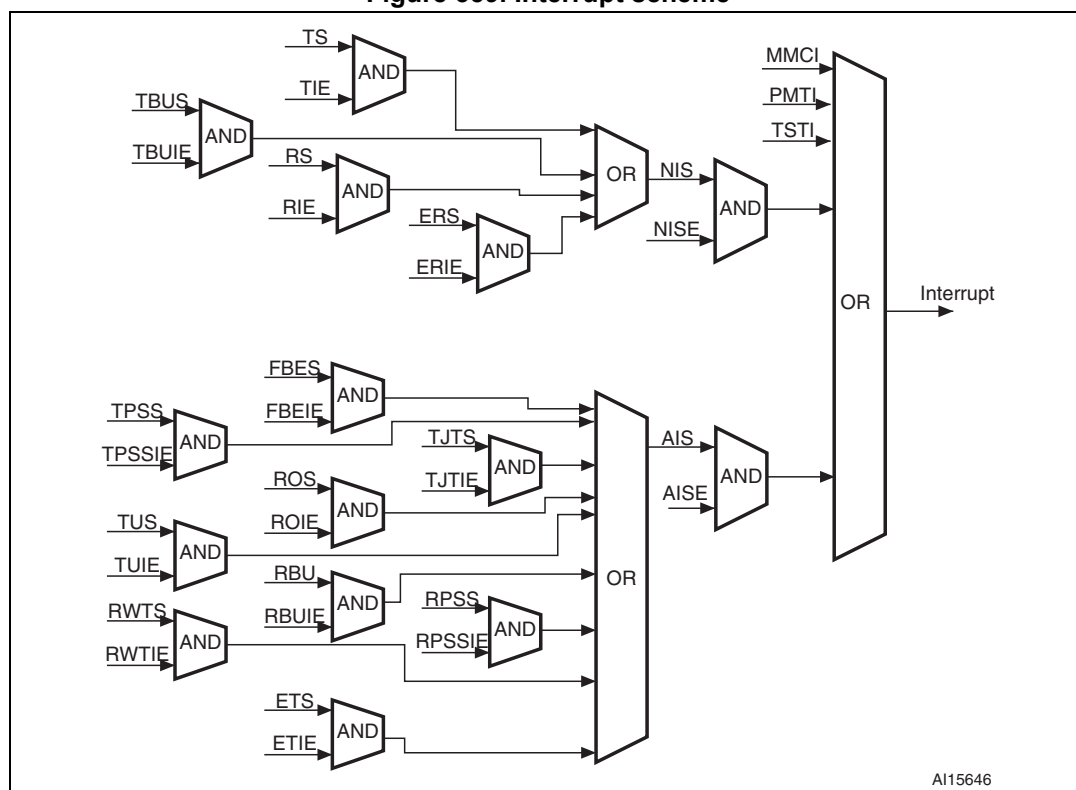 Figure Interrupt scheme
TS
AND
TIE
TBUS
AND
TBUIE
RS
AND
RIE
ERS
AND
ERIE
OR
NIS
AND
NISE
MMCI
PMTI
TSTI
OR
Interrupt
FBES
AND
FBEIE
TPSS
AND
TPSSIE
TJTS
AND
TJTIE
ROS
AND
ROIE
TUS
AND
TUIE
RBU
AND
RBUIE
RPSS
AND
RPSSIE
RWTS
AND
RWTIE
ETS
AND
ETIE
OR
AIS
AND
AISE
AI15646